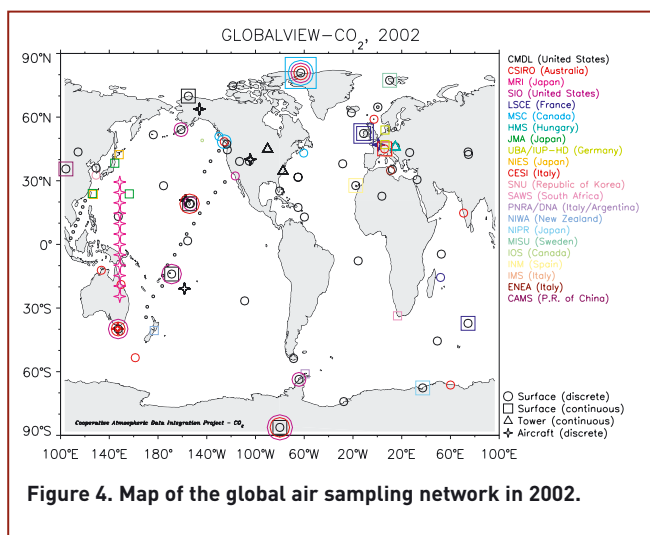 GLOBALVIEW-CO2, 2002
90°N
60°N
30°N
0°
30°S
60°S
90°S
100°E 140°E 180°W 140°W 100°W 60°W 20°W 20°E 60°E 100°E
Cooperative Atmospheric Data Integration Project - CO2
CMDL (United States)
CSIRO (Australia)
MRI (Japan)
SIO (United States)
LSCE (France)
MSC (Canada)
HMS (Hungary)
JMA (Japan)
UBA/IUP-HD (Germany)
NIES (Japan)
CESI (Italy)
SNU (Republic of Korea)
SAWS (South Africa)
PNRA/DNA (Italy/Argentina)
NIWA (New Zealand)
NIPR (Japan)
MISU (Sweden)
IOS (Canada)
INM (Spain)
IMS (Italy)
ENEA (Italy)
CAMS (P.R. of China)
Surface (discrete)
Surface (continuous)
Tower (continuous)
Aircraft (discrete)
Figure 4. Map of the global air sampling network in 2002.